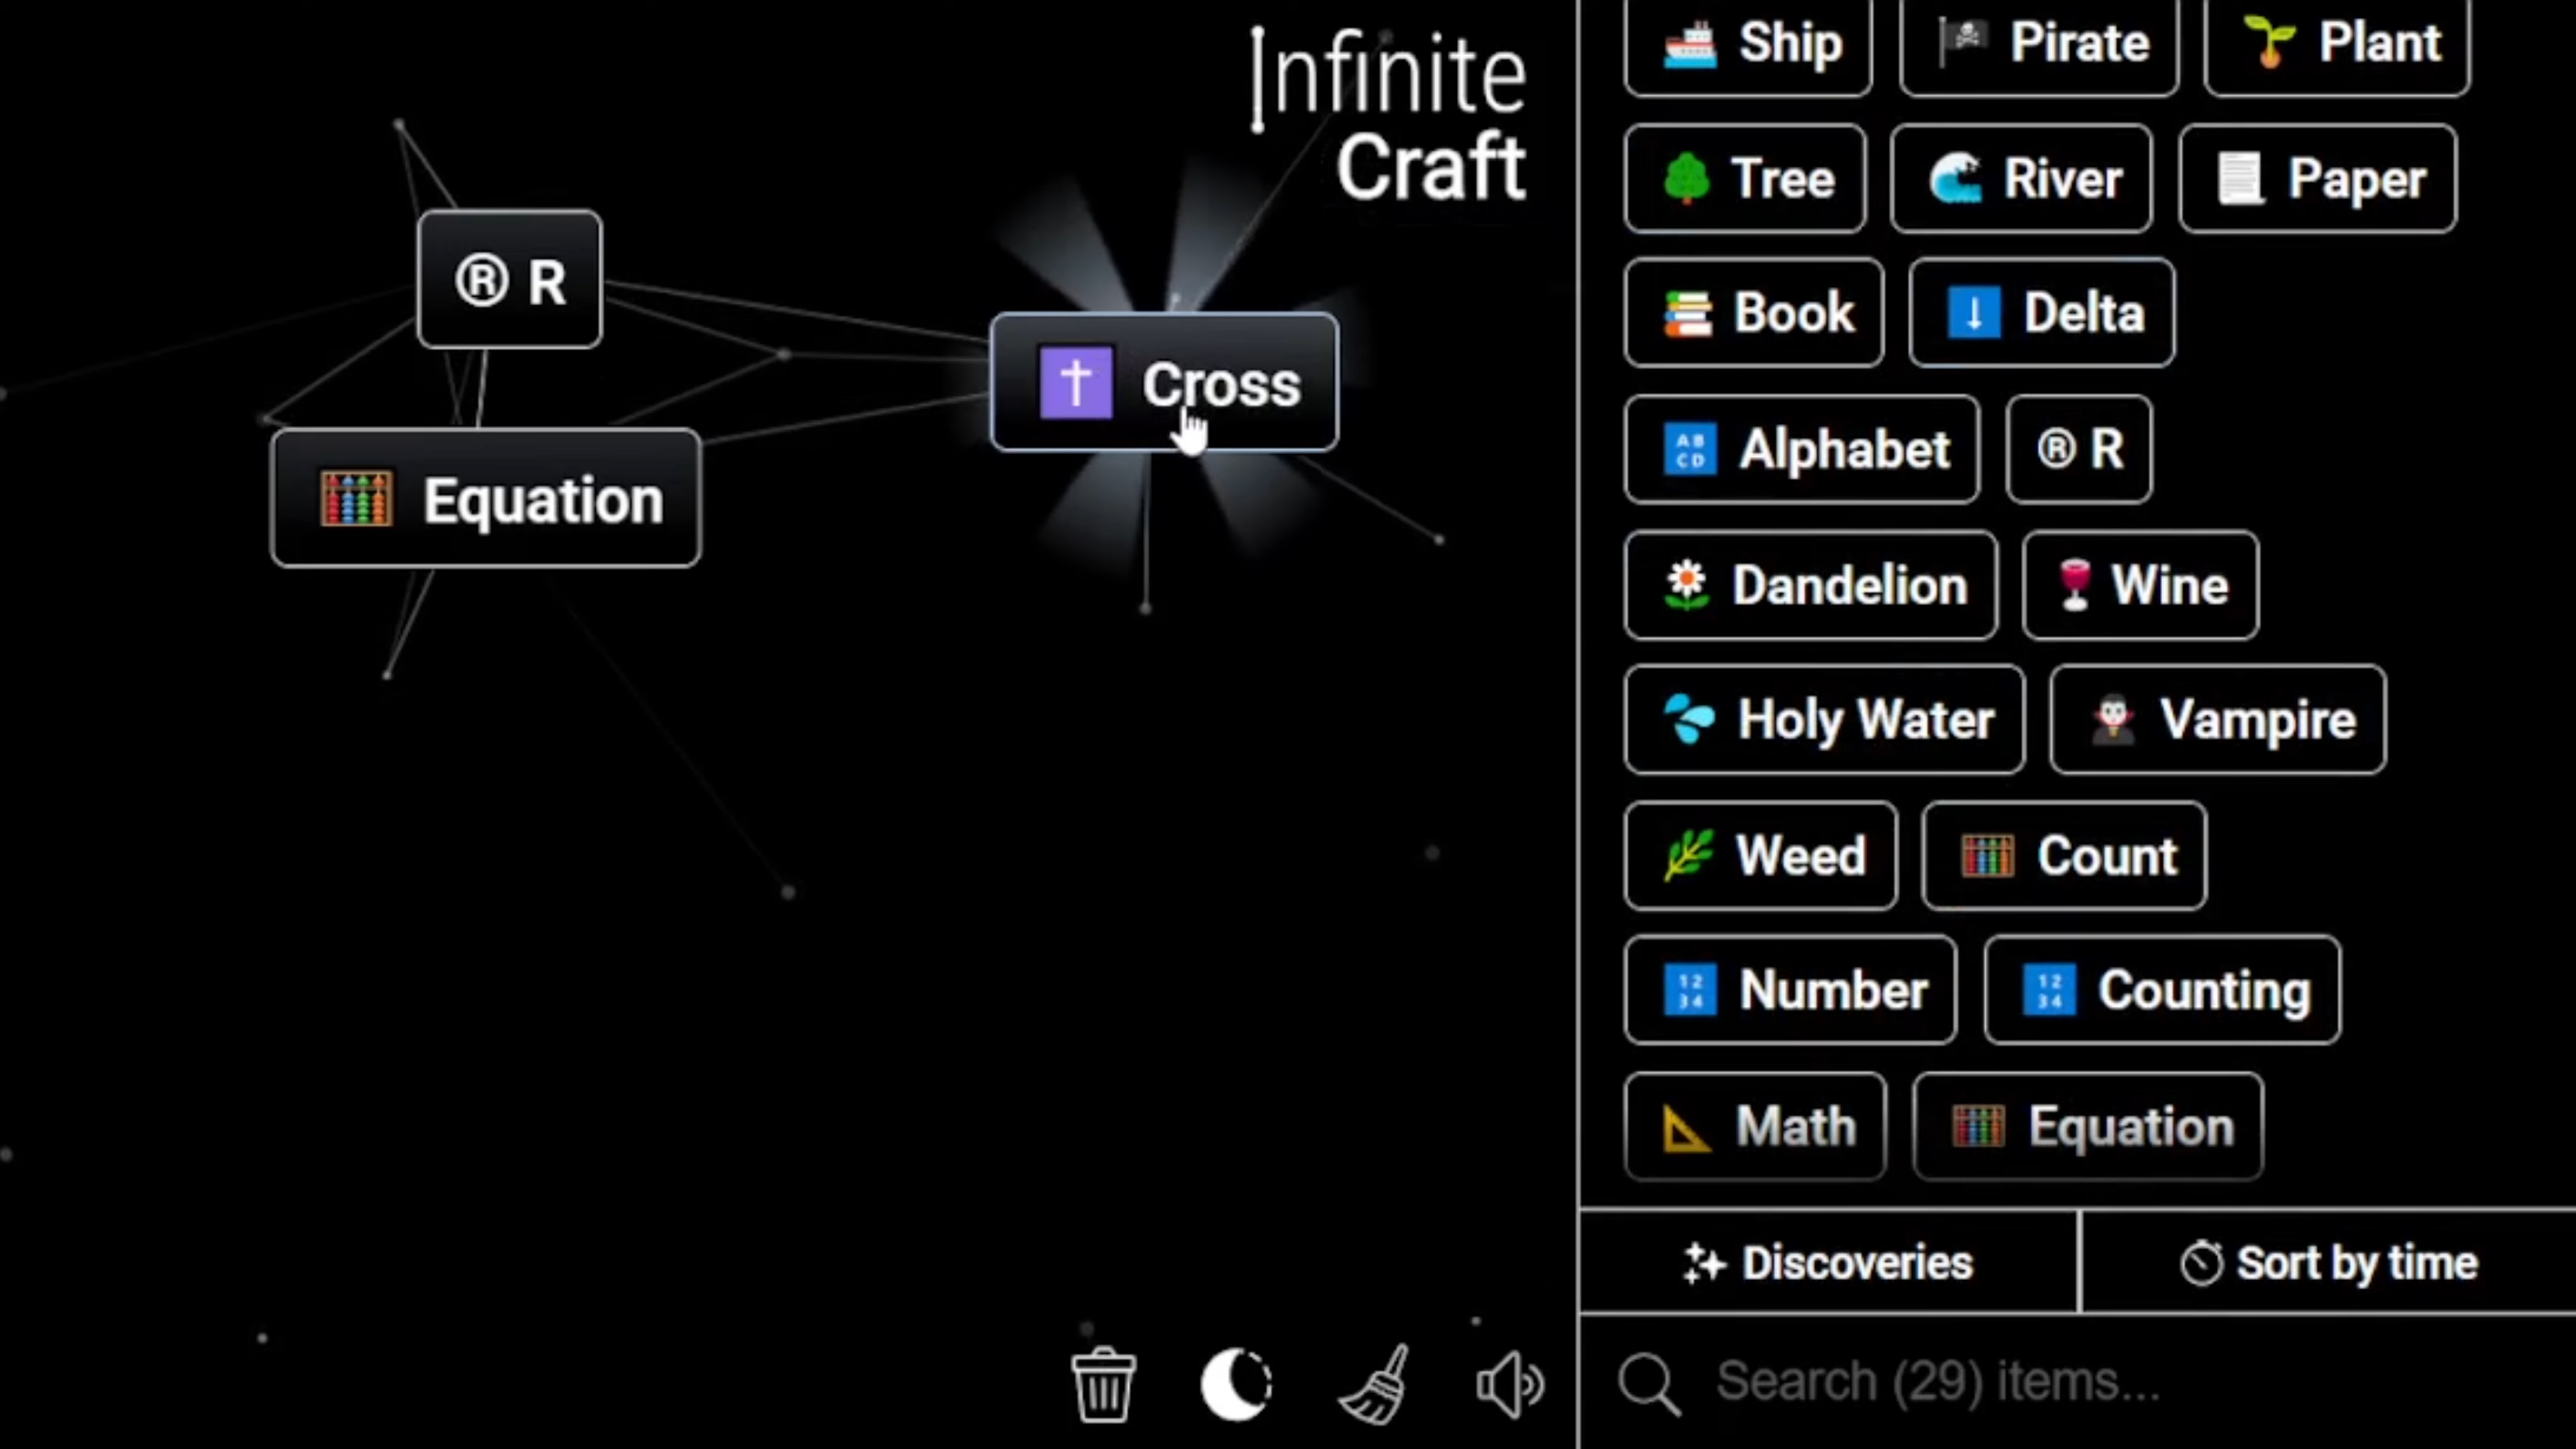 Infinite
Craft
® R
Equation
Cross
Ship
Pirate
Plant
Tree
River
Paper
Book
Delta
Alphabet
® R
Dandelion
Wine
Holy Water
Vampire
Weed
Count
Number
Counting
Math
Equation
Discoveries
Sort by time
Search (29) items...